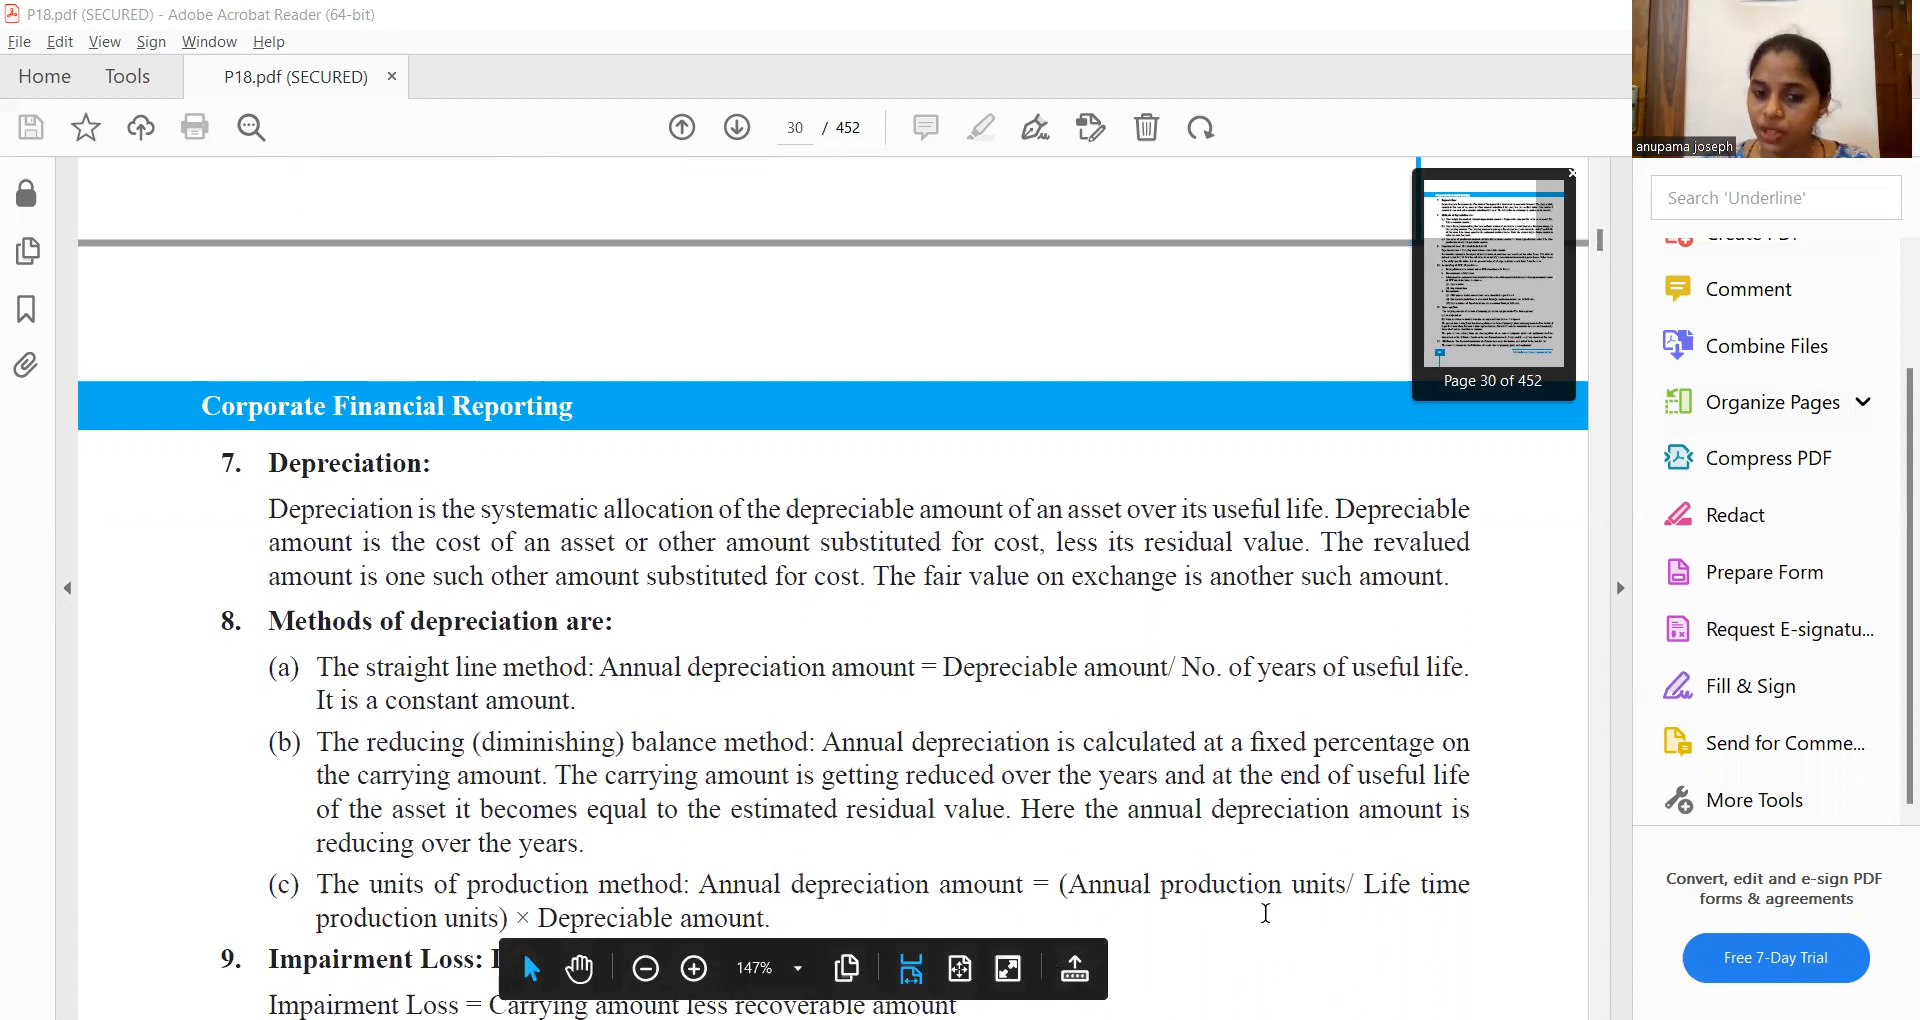 P18.pdf (SECURED) - Adobe Acrobat Reader (64-bit)
File Edit View Sign Window Help
Home Tools P18.pdf (SECURED) ×
30 / 452
anupama joseph
Search 'Underline'
Create PDF
Comment
Combine Files
Organize Pages
Compress PDF
Redact
Prepare Form
Request E-signatu...
Fill & Sign
Send for Comme...
More Tools
Convert, edit and e-sign PDF
forms & agreements
Free 7-Day Trial
Page 30 of 452
Corporate Financial Reporting
7. Depreciation:
Depreciation is the systematic allocation of the depreciable amount of an asset over its useful life. Depreciable
amount is the cost of an asset or other amount substituted for cost, less its residual value. The revalued
amount is one such other amount substituted for cost. The fair value on exchange is another such amount.
8. Methods of depreciation are:
(a) The straight line method: Annual depreciation amount = Depreciable amount/ No. of years of useful life.
It is a constant amount.
(b) The reducing (diminishing) balance method: Annual depreciation is calculated at a fixed percentage on
the carrying amount. The carrying amount is getting reduced over the years and at the end of useful life
of the asset it becomes equal to the estimated residual value. Here the annual depreciation amount is
reducing over the years.
(c) The units of production method: Annual depreciation amount = (Annual production units/ Life time
production units) × Depreciable amount.
9. Impairment Loss:
Impairment Loss = Carrying amount less recoverable amount
147%